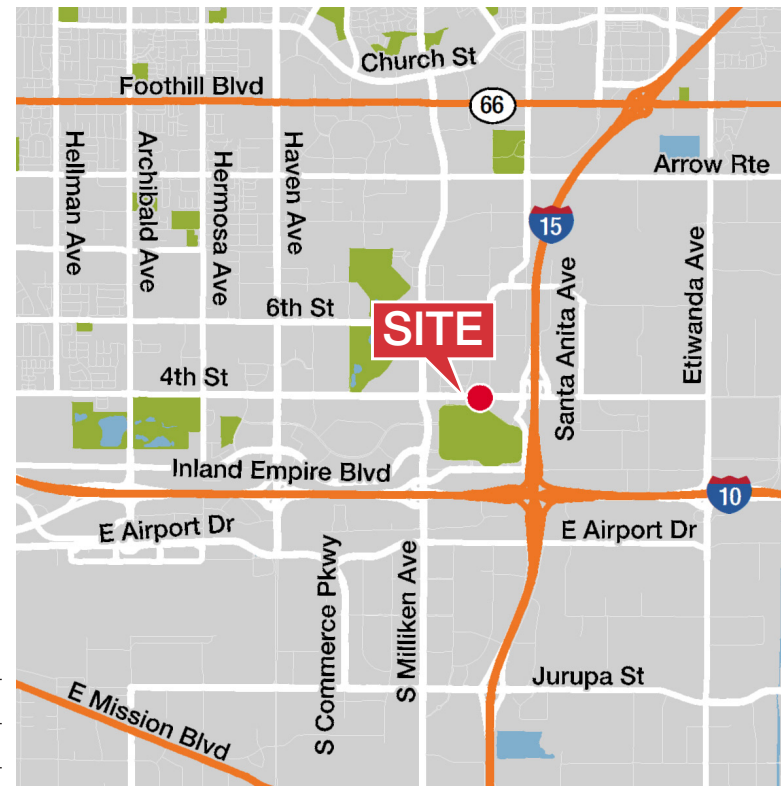 Church St
Foothill Blvd
66
Hellman Ave
Archibald Ave
Hermosa Ave
Haven Ave
Arrow Rte
15
Santa Anita Ave
Etiwanda Ave
6th St
SITE
4th St
Inland Empire Blvd
10
E Airport Dr
E Airport Dr
S Commerce Pkwy
S Milliken Ave
Jurupa St
E Mission Blvd